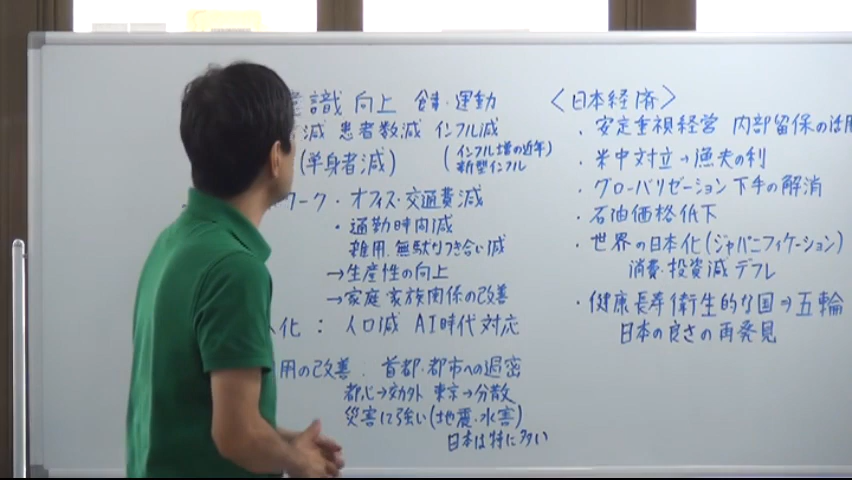 意識 向上 食事・運動
減 患者数減 インフル減
(単身者減) (インフル増の近年)
新型インフル
ワーク・オフィス・交通費減
・通勤時間減
雑用、無駄なつき合い減
→生産性の向上
→家庭・家族関係の改善
化：人口減 AI時代対応
用の改善：首都・都市への過密
都心→郊外 東京→分散
災害に強い(地震・水害)
日本は特に多い
〈日本経済〉
・安定重視経営 内部留保の活用
・米中対立→漁夫の利
・グローバリゼーション下手の解消
・石油価格低下
・世界の日本化(ジャパニフィケーション)
消費・投資減 デフレ
・健康長寿衛生的な国⇒五輪
日本の良さの再発見